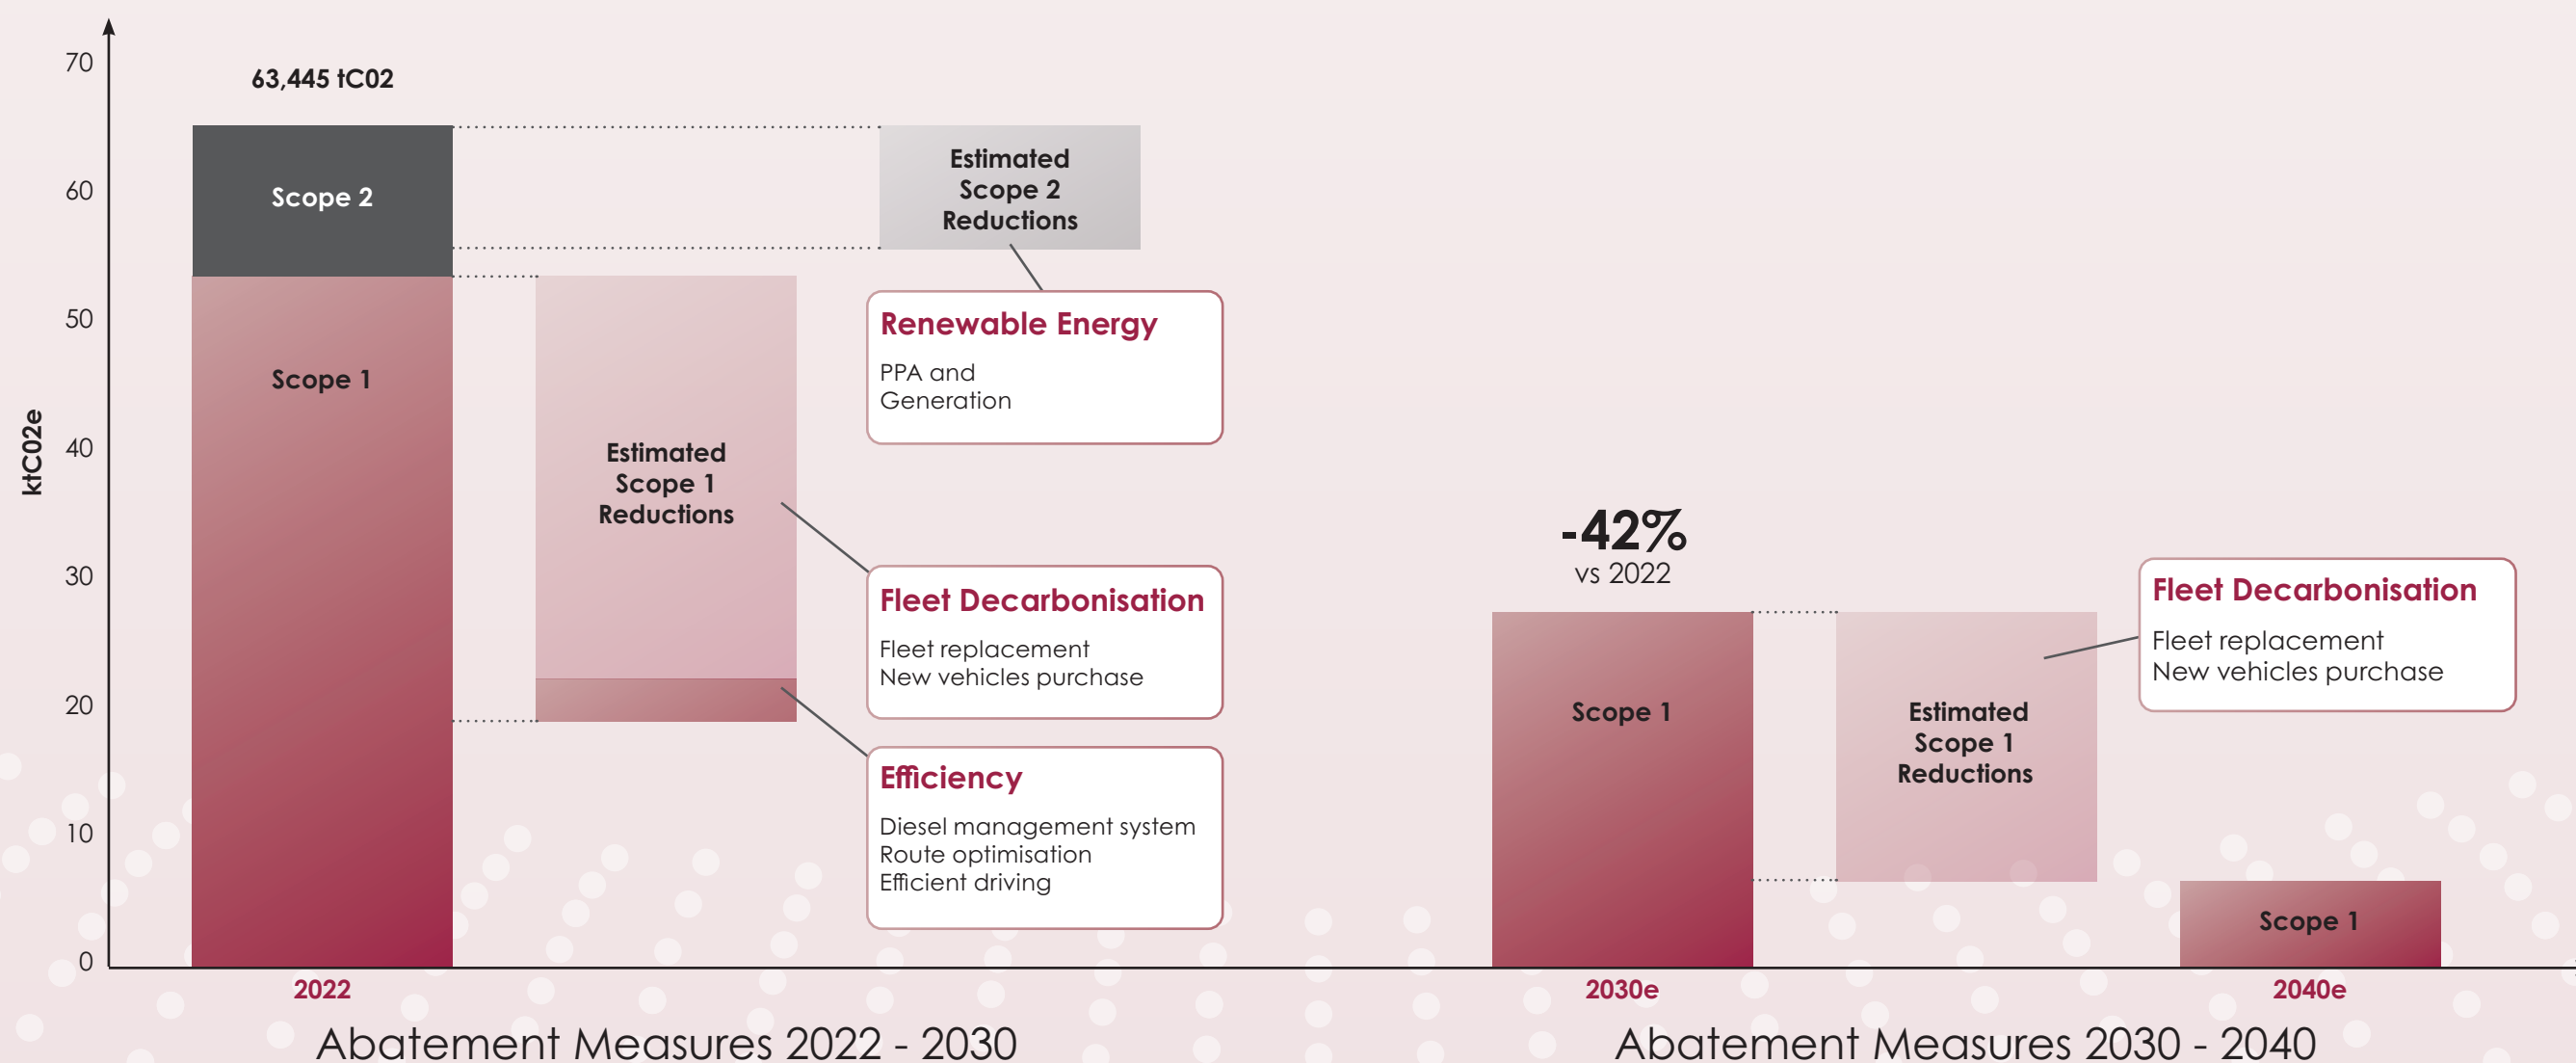 ktC02e
70
60
50
40
30
20
10
0
63,445 tC02
Scope 2
Scope 1
2022
Estimated
Scope 1
Reductions
Estimated
Scope 2
Reductions
Renewable Energy
PPA and
Generation
Fleet Decarbonisation
Fleet replacement
New vehicles purchase
Efficiency
Diesel management system
Route optimisation
Efficient driving
Abatement Measures 2022 - 2030
-42%
vs 2022
Scope 1
2030e
Estimated
Scope 1
Reductions
Fleet Decarbonisation
Fleet replacement
New vehicles purchase
Scope 1
2040e
Abatement Measures 2030 - 2040